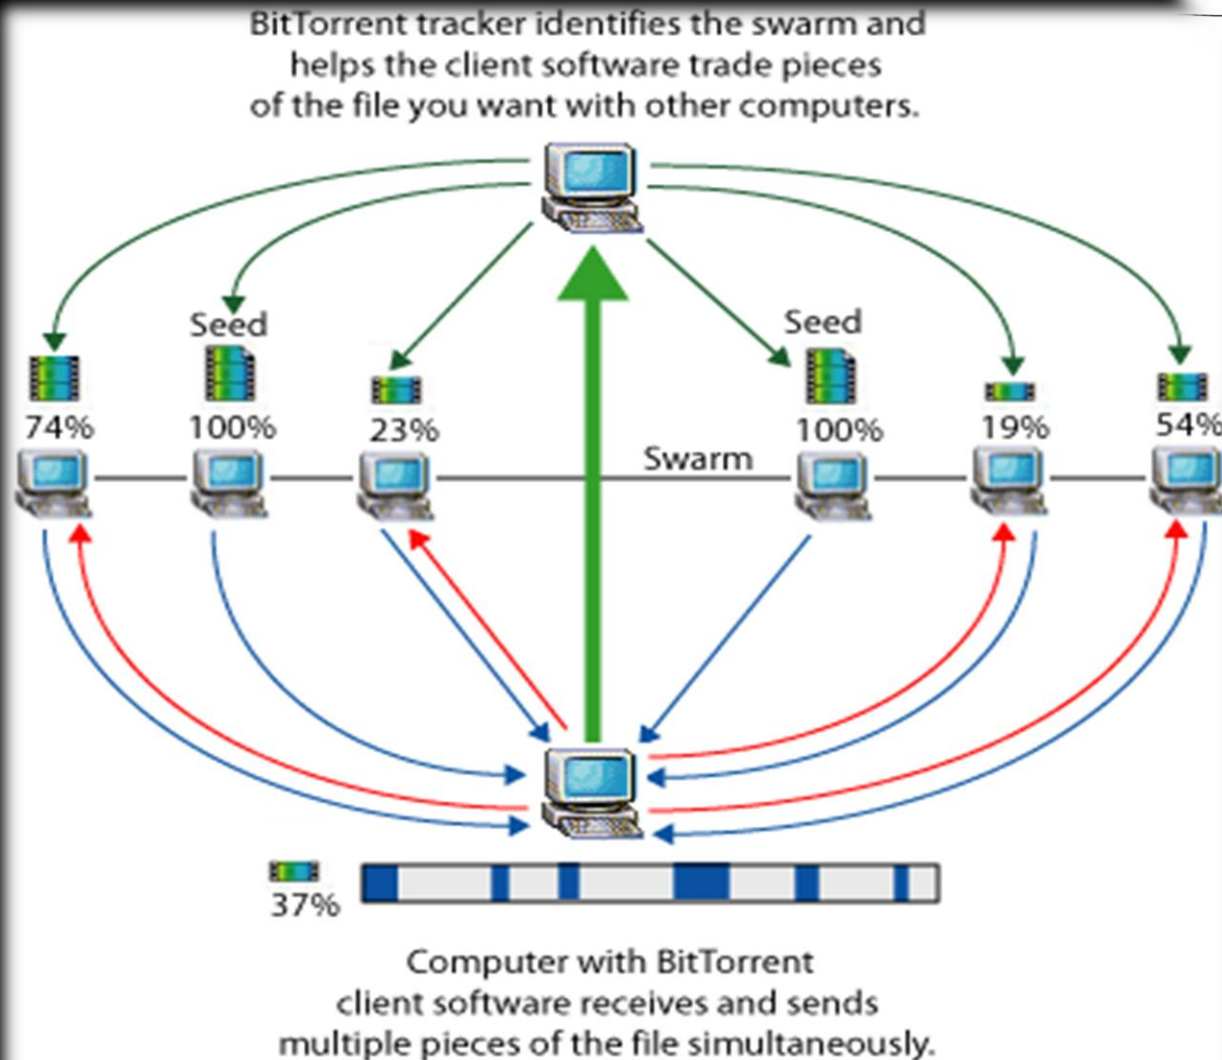 BitTorrent tracker identifies the swarm and
helps the client software trade pieces
of the file you want with other computers.
Seed
Seed
74%
100%
23%
100%
19%
54%
Swarm
37%
Computer with BitTorrent
client software receives and sends
multiple pieces of the file simultaneously.